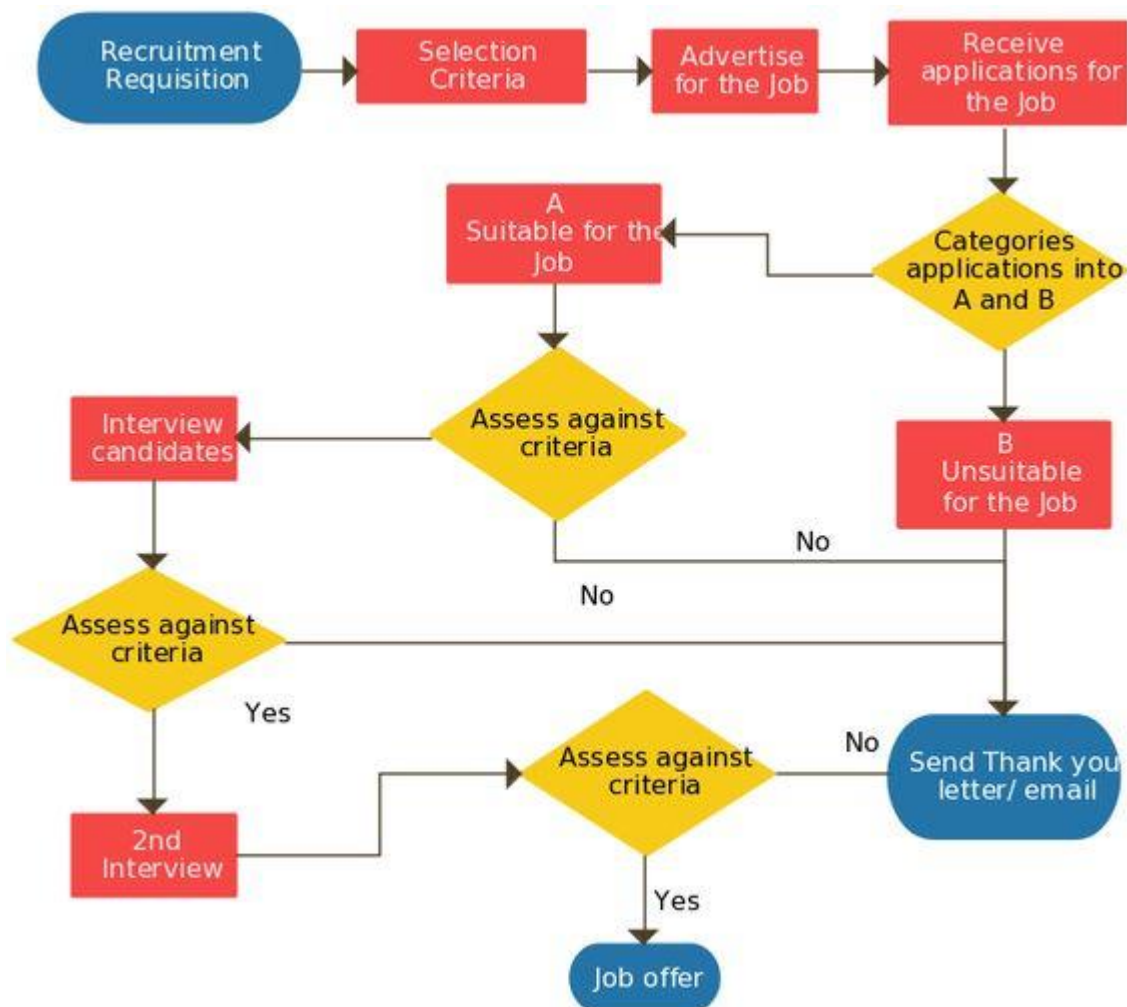 Recruitment
Requisition
Selection
Criteria
Advertise
for the Job
Receive
applications for
the Job
A
Suitable for the
Job
Categories
applications into
A and B
Interview
candidates
Assess against
criteria
B
Unsuitable
for the Job
No
No
Assess against
criteria
Yes
Assess against
criteria
No
Send Thank you
letter/ email
2nd
Interview
Yes
Job offer